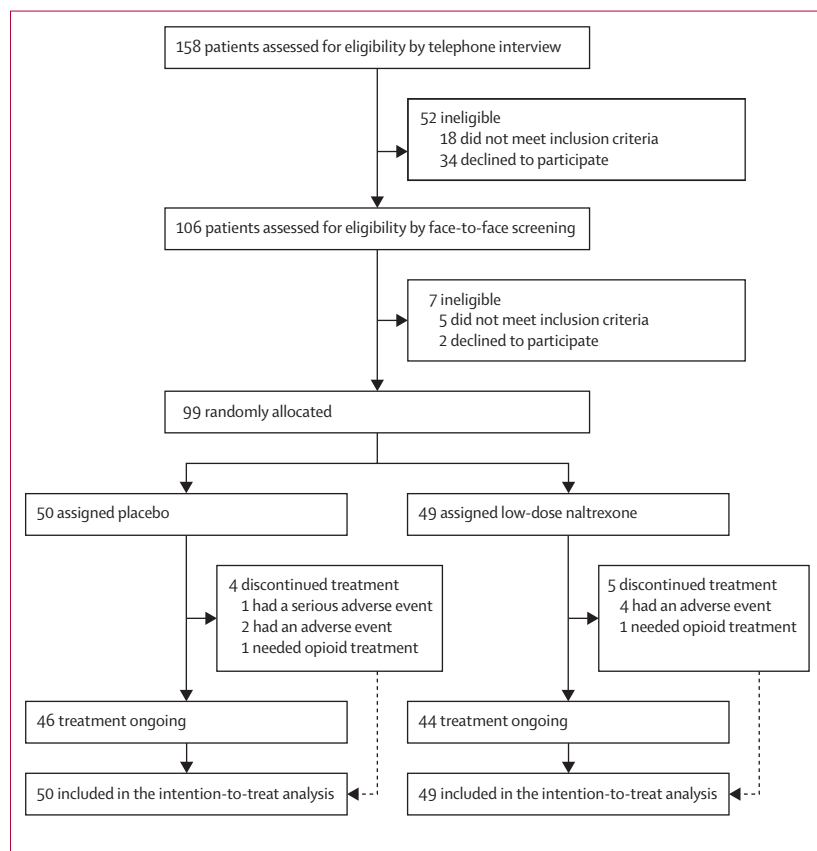 158 patients assessed for eligibility by telephone interview
52 ineligible
18 did not meet inclusion criteria
34 declined to participate
106 patients assessed for eligibility by face-to-face screening
7 ineligible
5 did not meet inclusion criteria
2 declined to participate
99 randomly allocated
50 assigned placebo
49 assigned low-dose naltrexone
4 discontinued treatment
1 had a serious adverse event
2 had an adverse event
1 needed opioid treatment
5 discontinued treatment
4 had an adverse event
1 needed opioid treatment
46 treatment ongoing
44 treatment ongoing
50 included in the intention-to-treat analysis
49 included in the intention-to-treat analysis